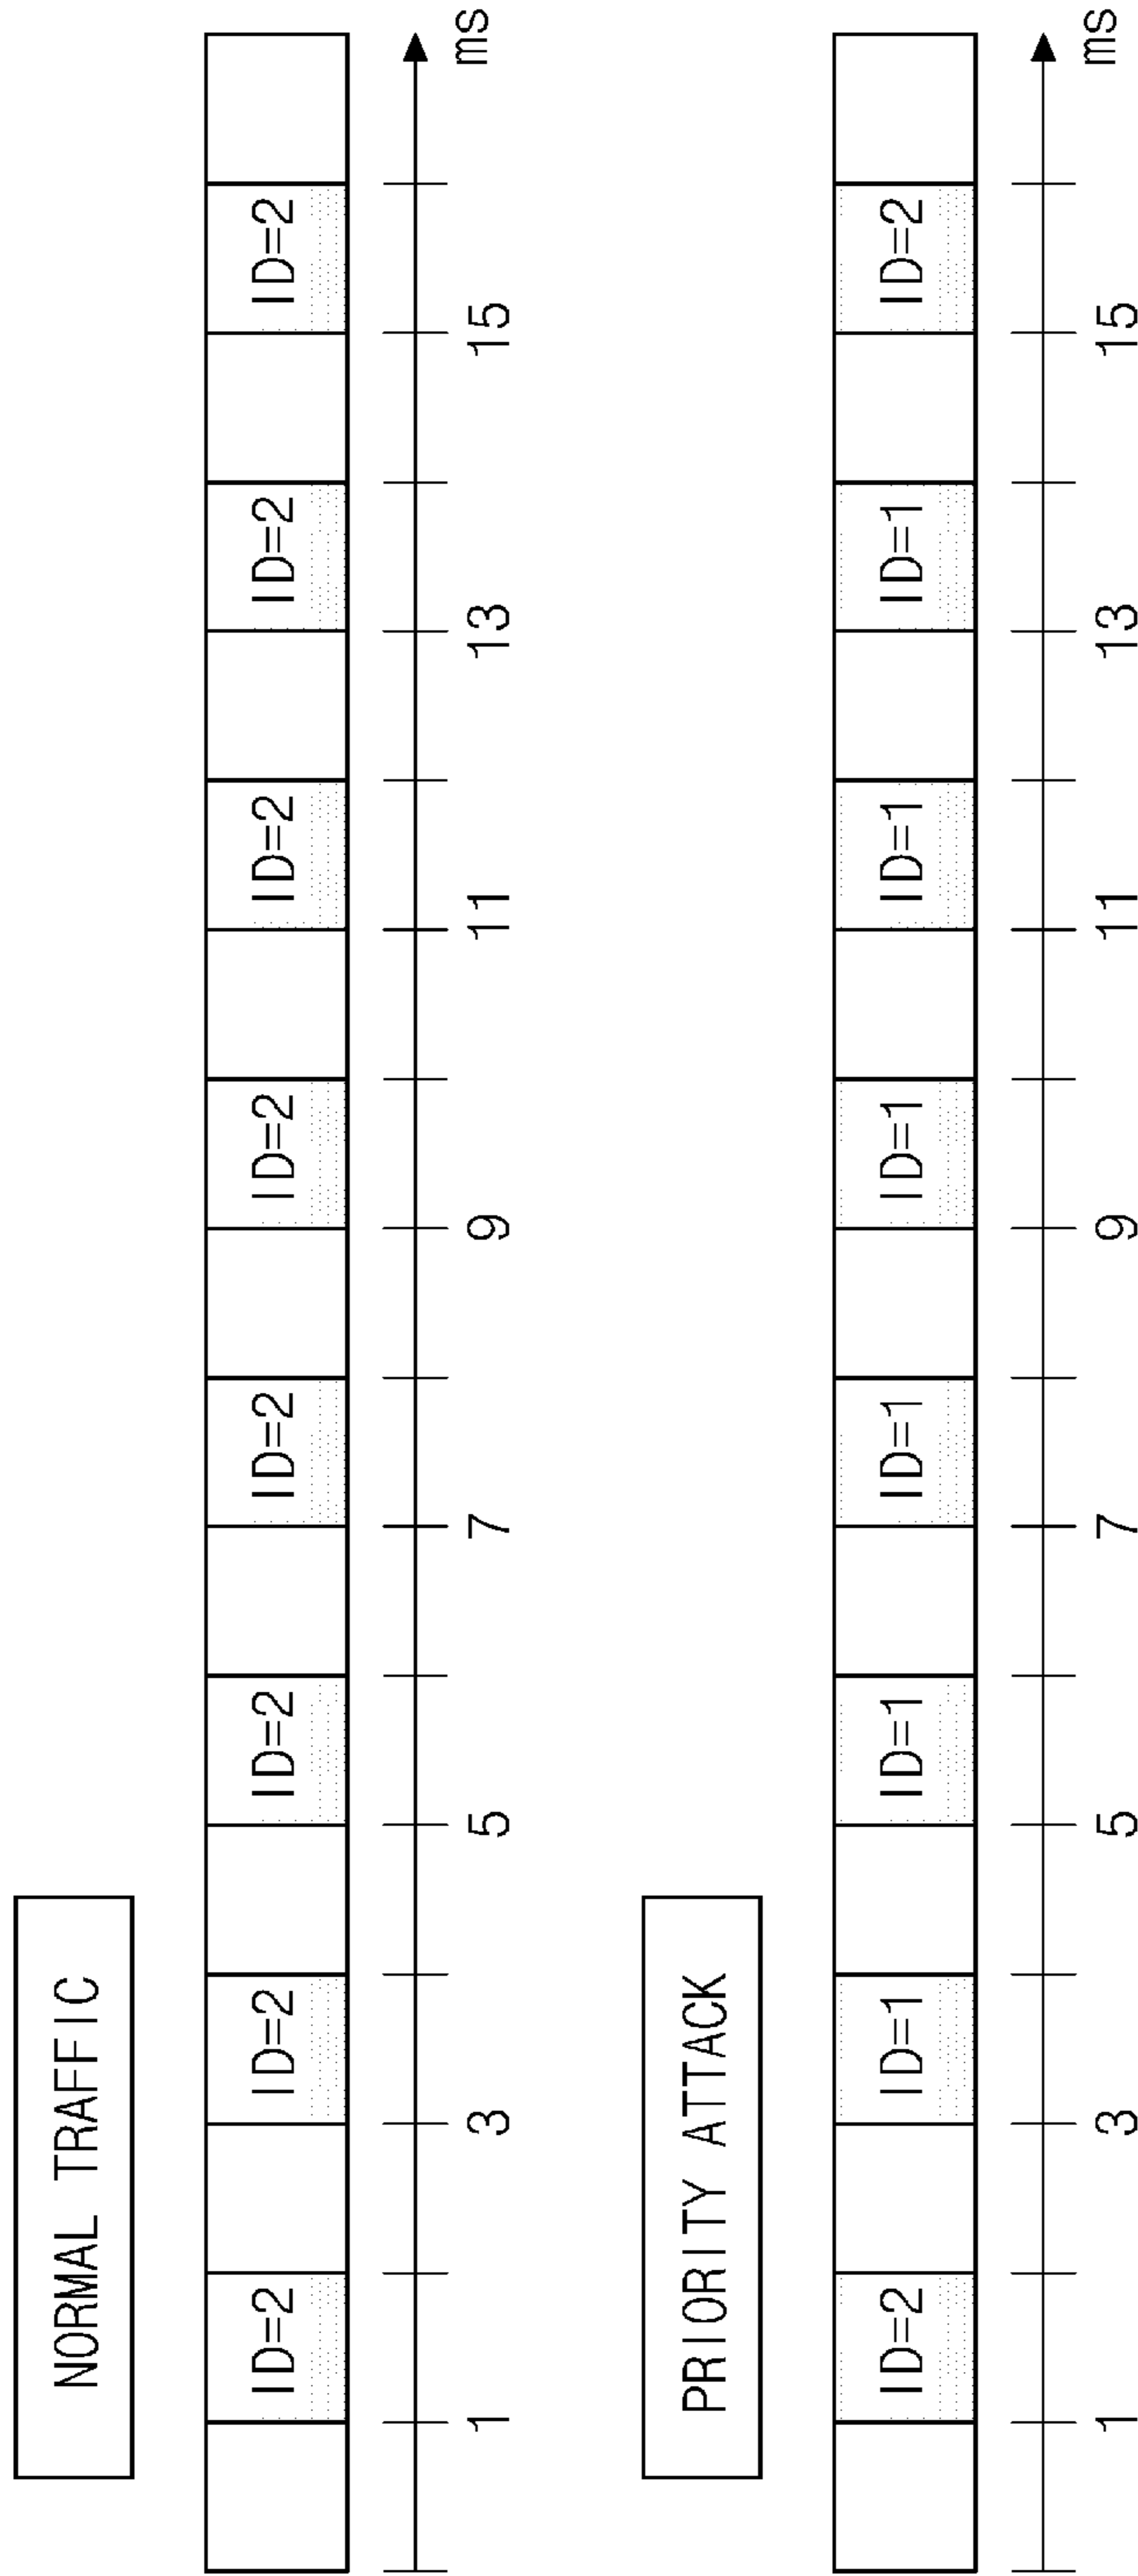 NORMAL TRAFFIC
ID=2 ID=2 ID=2 ID=2 ID=2 ID=2 ID=2 ID=2
1 3 5 7 9 11 13 15 ms
PRIORITY ATTACK
ID=2 ID=1 ID=1 ID=1 ID=1 ID=1 ID=1 ID=2
1 3 5 7 9 11 13 15 ms